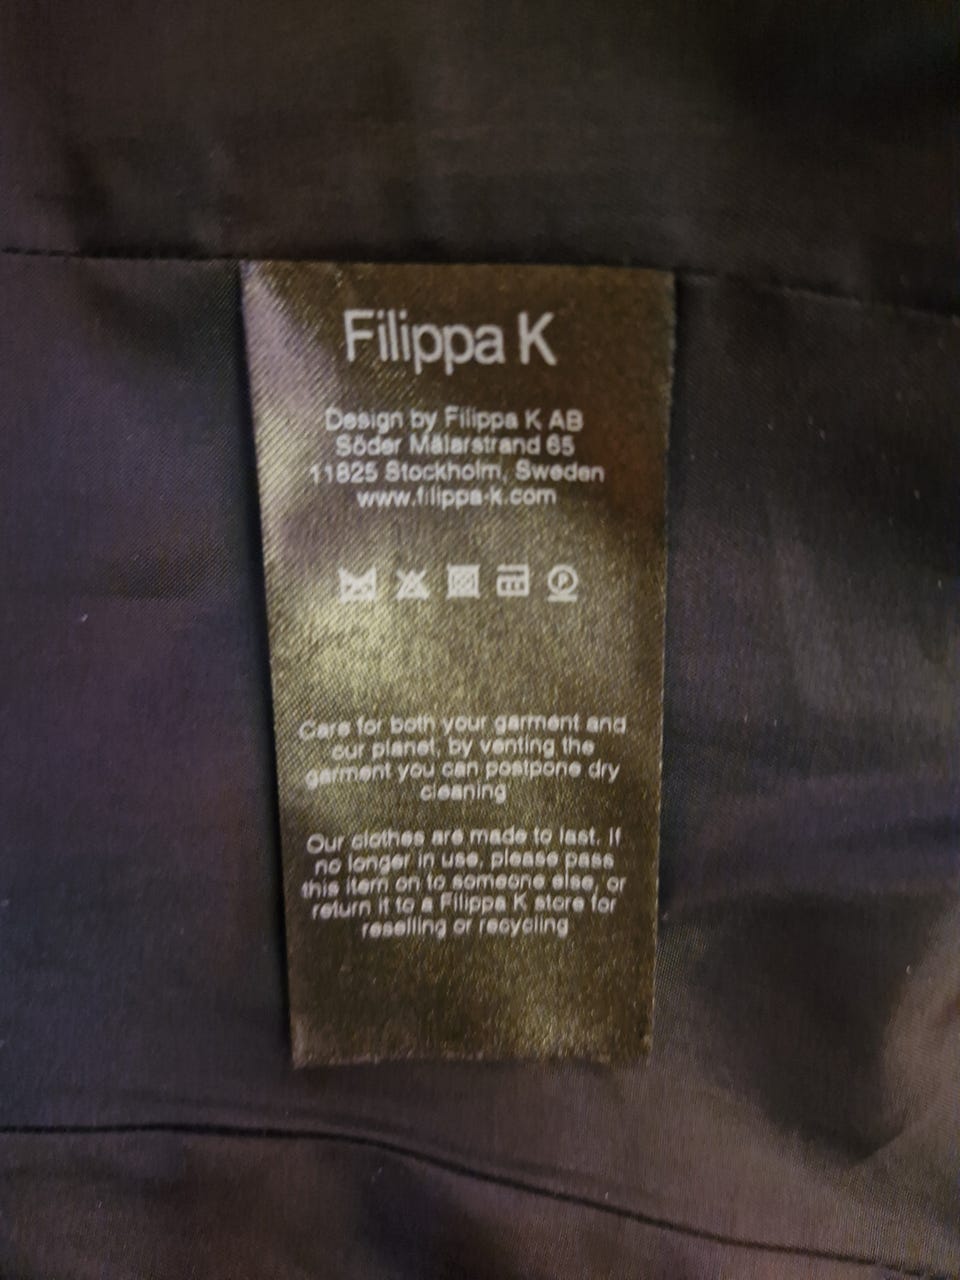 Filippa K
Design by Filippa K AB
Söder Mälarstrand 65
11825 Stockholm, Sweden
www.filippa-k.com
P
Care for both your garment and
our planet, by venting the
garment you can postpone dry
cleaning
Our clothes are made to last. If
no longer in use, please pass
this item on to someone else, or
return it to a Filippa K store for
reselling or recycling